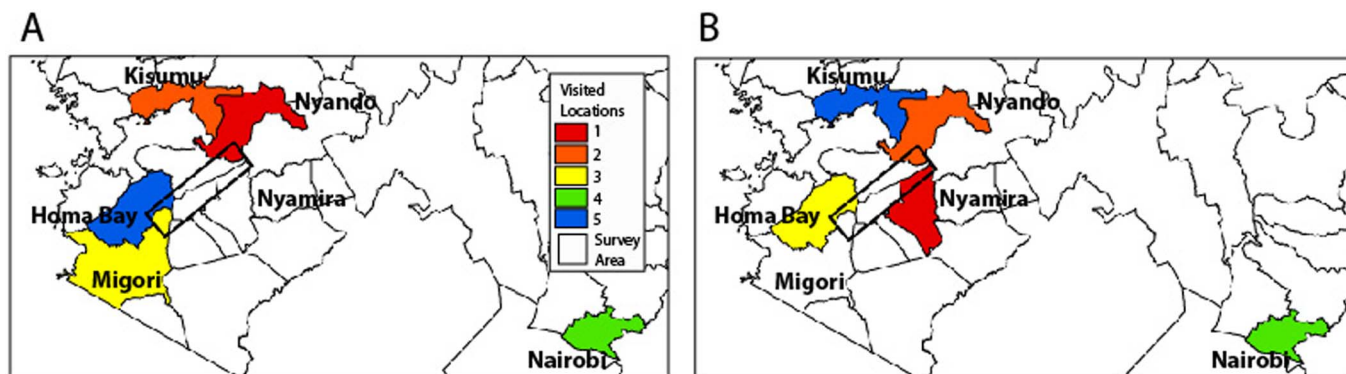 A
Kisumu
Nyando
Nyamira
Homa Bay
Migori
Nairobi
Visited
Locations
1
2
3
4
5
Survey
Area
B
Kisumu
Nyando
Nyamira
Homa Bay
Migori
Nairobi